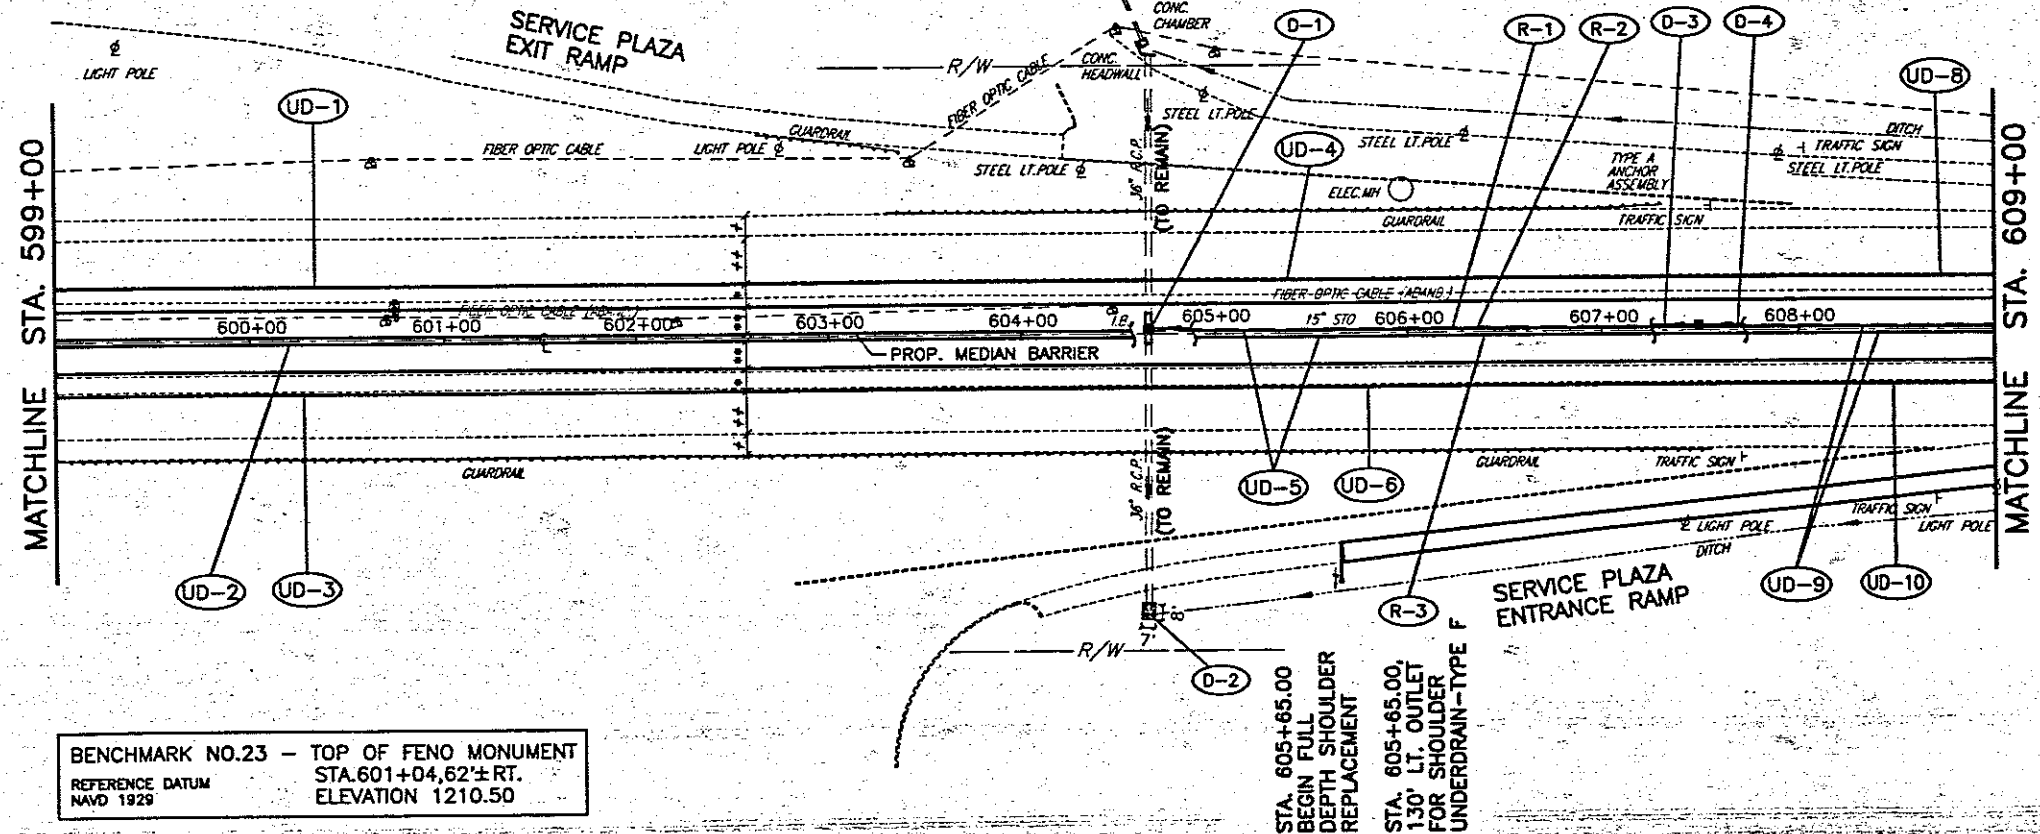 SERVICE PLAZA
EXIT RAMP
CONC.
CHAMBER
D-1
R-1
R-2
D-3
D-4
UD-8
LIGHT POLE
R/W
CONC.
HEADWALL
FIBER OPTIC CABLE
UD-1
GUARDRAIL
FIBER OPTIC CABLE
LIGHT POLE
STEEL LT.POLE
STEEL LT.POLE
UD-4
STEEL LT.POLE
DITCH
TRAFFIC SIGN
STEEL LT.POLE
TYPE A
ANCHOR
ASSEMBLY
ELEC.MH
GUARDRAIL
TRAFFIC SIGN
36" R.C.P.
(TO REMAIN)
MATCHLINE STA. 599+00
MATCHLINE STA. 609+00
FIBER OPTIC CABLE (ABAND.)
FIBER OPTIC CABLE (ABAND.)
600+00
601+00
602+00
603+00
604+00
I.B.
605+00
15" STO
606+00
607+00
608+00
PROP. MEDIAN BARRIER
GUARDRAIL
36" R.C.P.
(TO REMAIN)
UD-5
UD-6
GUARDRAIL
TRAFFIC SIGN
TRAFFIC SIGN
LIGHT POLE
LIGHT POLE
DITCH
UD-2
UD-3
R-3
SERVICE PLAZA
ENTRANCE RAMP
UD-9
UD-10
8'
7'
R/W
D-2
STA. 605+65.00
BEGIN FULL
DEPTH SHOULDER
REPLACEMENT
STA. 605+65.00,
130' LT. OUTLET
FOR SHOULDER
UNDERDRAIN-TYPE F
BENCHMARK NO.23 - TOP OF FENO MONUMENT
STA.601+04,62'±RT.
REFERENCE DATUM
NAVD 1929
ELEVATION 1210.50